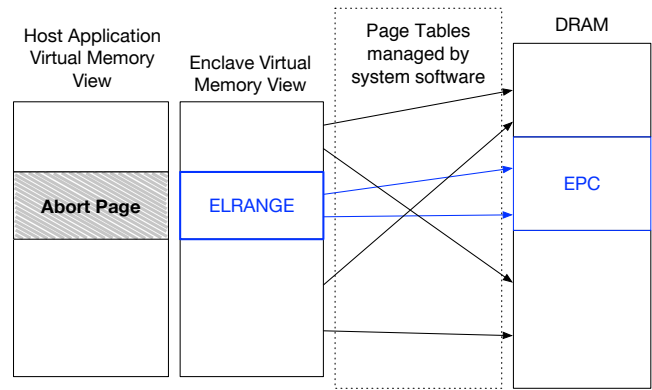 Host Application
Virtual Memory
View
Enclave Virtual
Memory View
Page Tables
managed by
system software
DRAM
Abort Page
ELRANGE
EPC